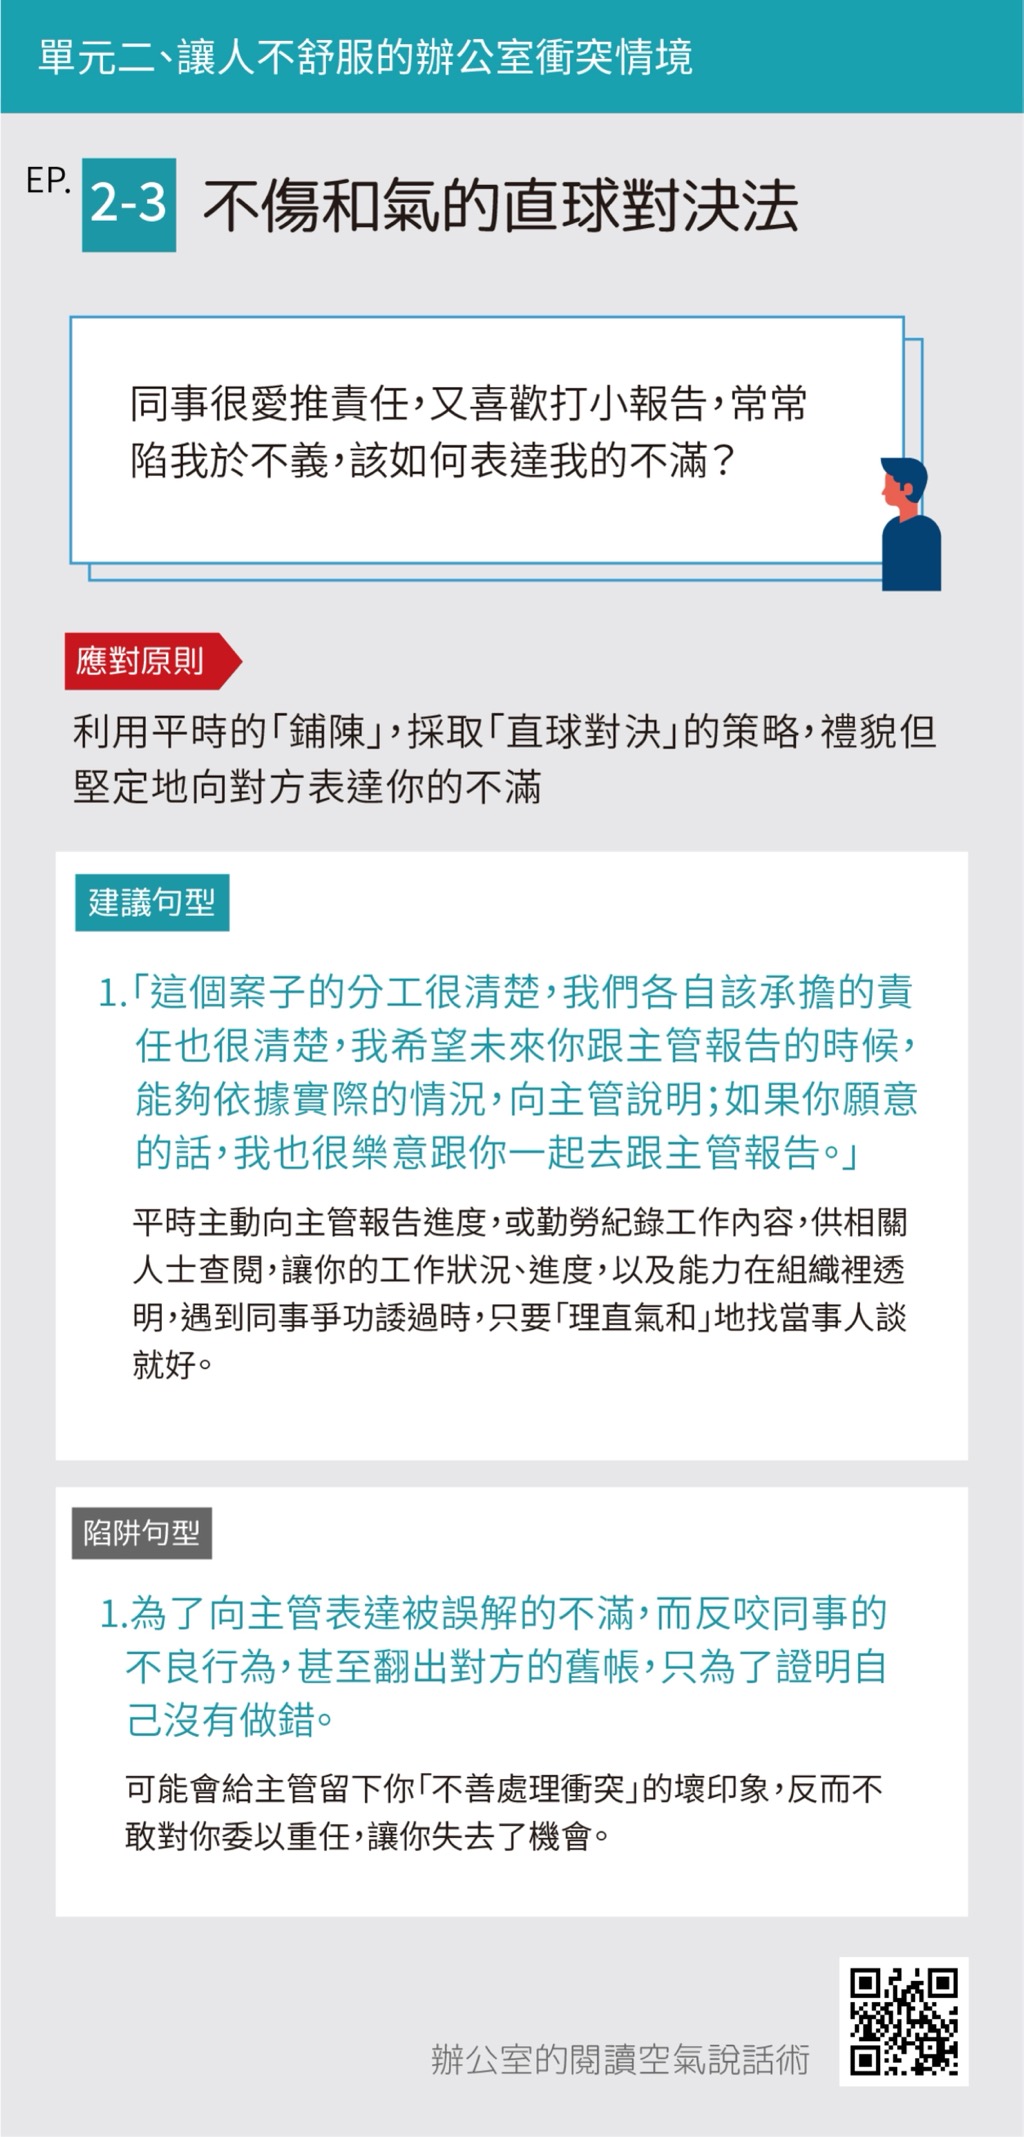 單元二、讓人不舒服的辦公室衝突情境
EP. 2-3 不傷和氣的直球對決法
同事很愛推責任，又喜歡打小報告，常常
陷我於不義，該如何表達我的不滿？
應對原則
利用平時的「鋪陳」，採取「直球對決」的策略，禮貌但
堅定地向對方表達你的不滿
建議句型
1.「這個案子的分工很清楚，我們各自該承擔的責
任也很清楚，我希望未來你跟主管報告的時候，
能夠依據實際的情況，向主管說明；如果你願意
的話，我也很樂意跟你一起去跟主管報告。」
平時主動向主管報告進度，或勤勞紀錄工作內容，供相關
人士查閱，讓你的工作狀況、進度，以及能力在組織裡透
明，遇到同事爭功諉過時，只要「理直氣和」地找當事人談
就好。
陷阱句型
1.為了向主管表達被誤解的不滿，而反咬同事的
不良行為，甚至翻出對方的舊帳，只為了證明自
己沒有做錯。
可能會給主管留下你「不善處理衝突」的壞印象，反而不
敢對你委以重任，讓你失去了機會。
辦公室的閱讀空氣說話術